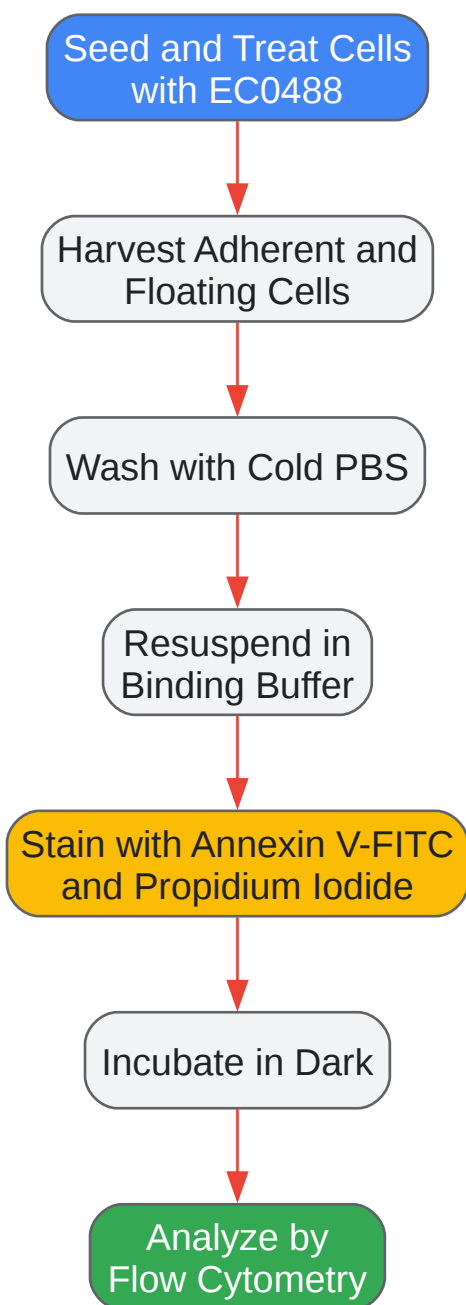 Seed and Treat Cells
with EC0488
Harvest Adherent and
Floating Cells
Wash with Cold PBS
Resuspend in
Binding Buffer
Stain with Annexin V-FITC
and Propidium Iodide
Incubate in Dark
Analyze by
Flow Cytometry